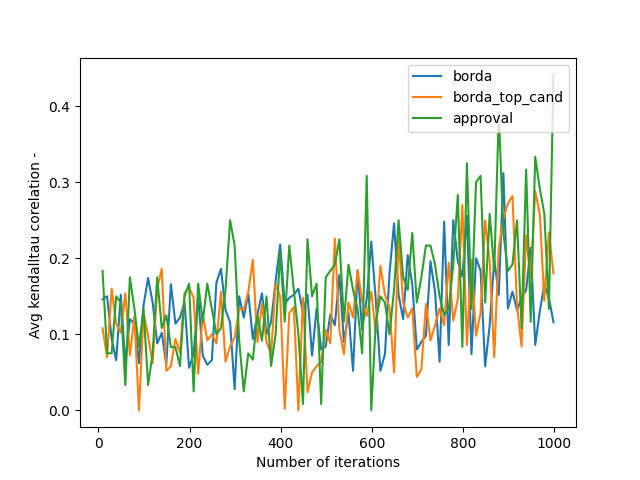 borda
borda_top_cand
approval
0.4
0.3
0.2
0.1
0.0
Avg kendalltau corelation -
0 200 400 600 800 1000
Number of iterations